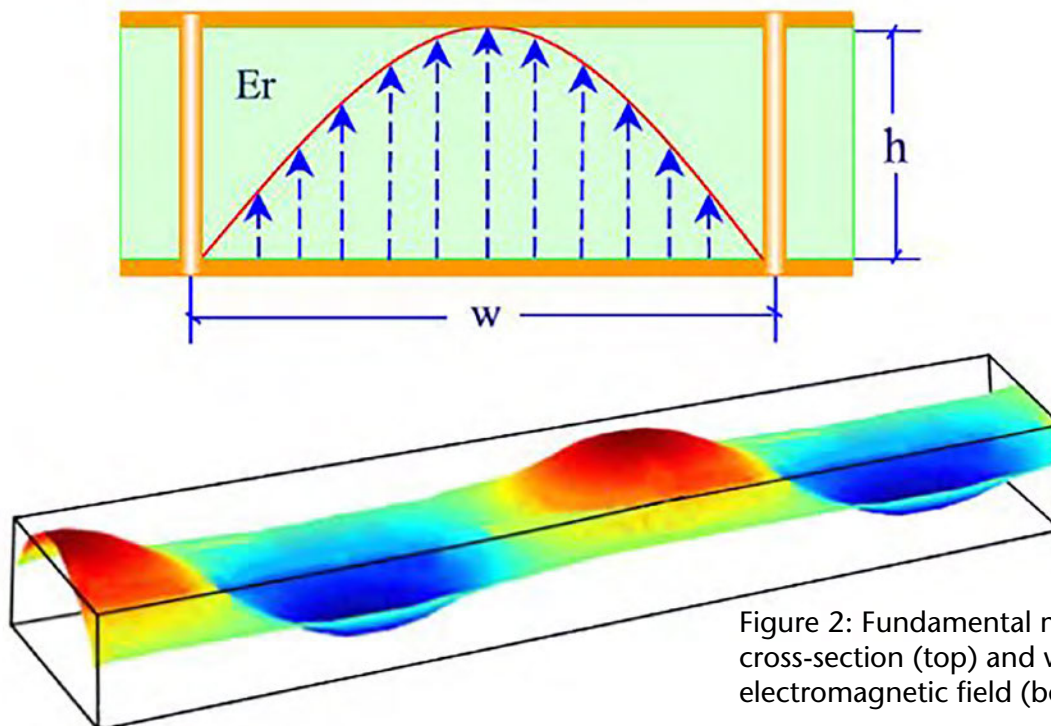 Er
h
w
Figure 2: Fundamental
cross-section (top) and
electromagnetic field